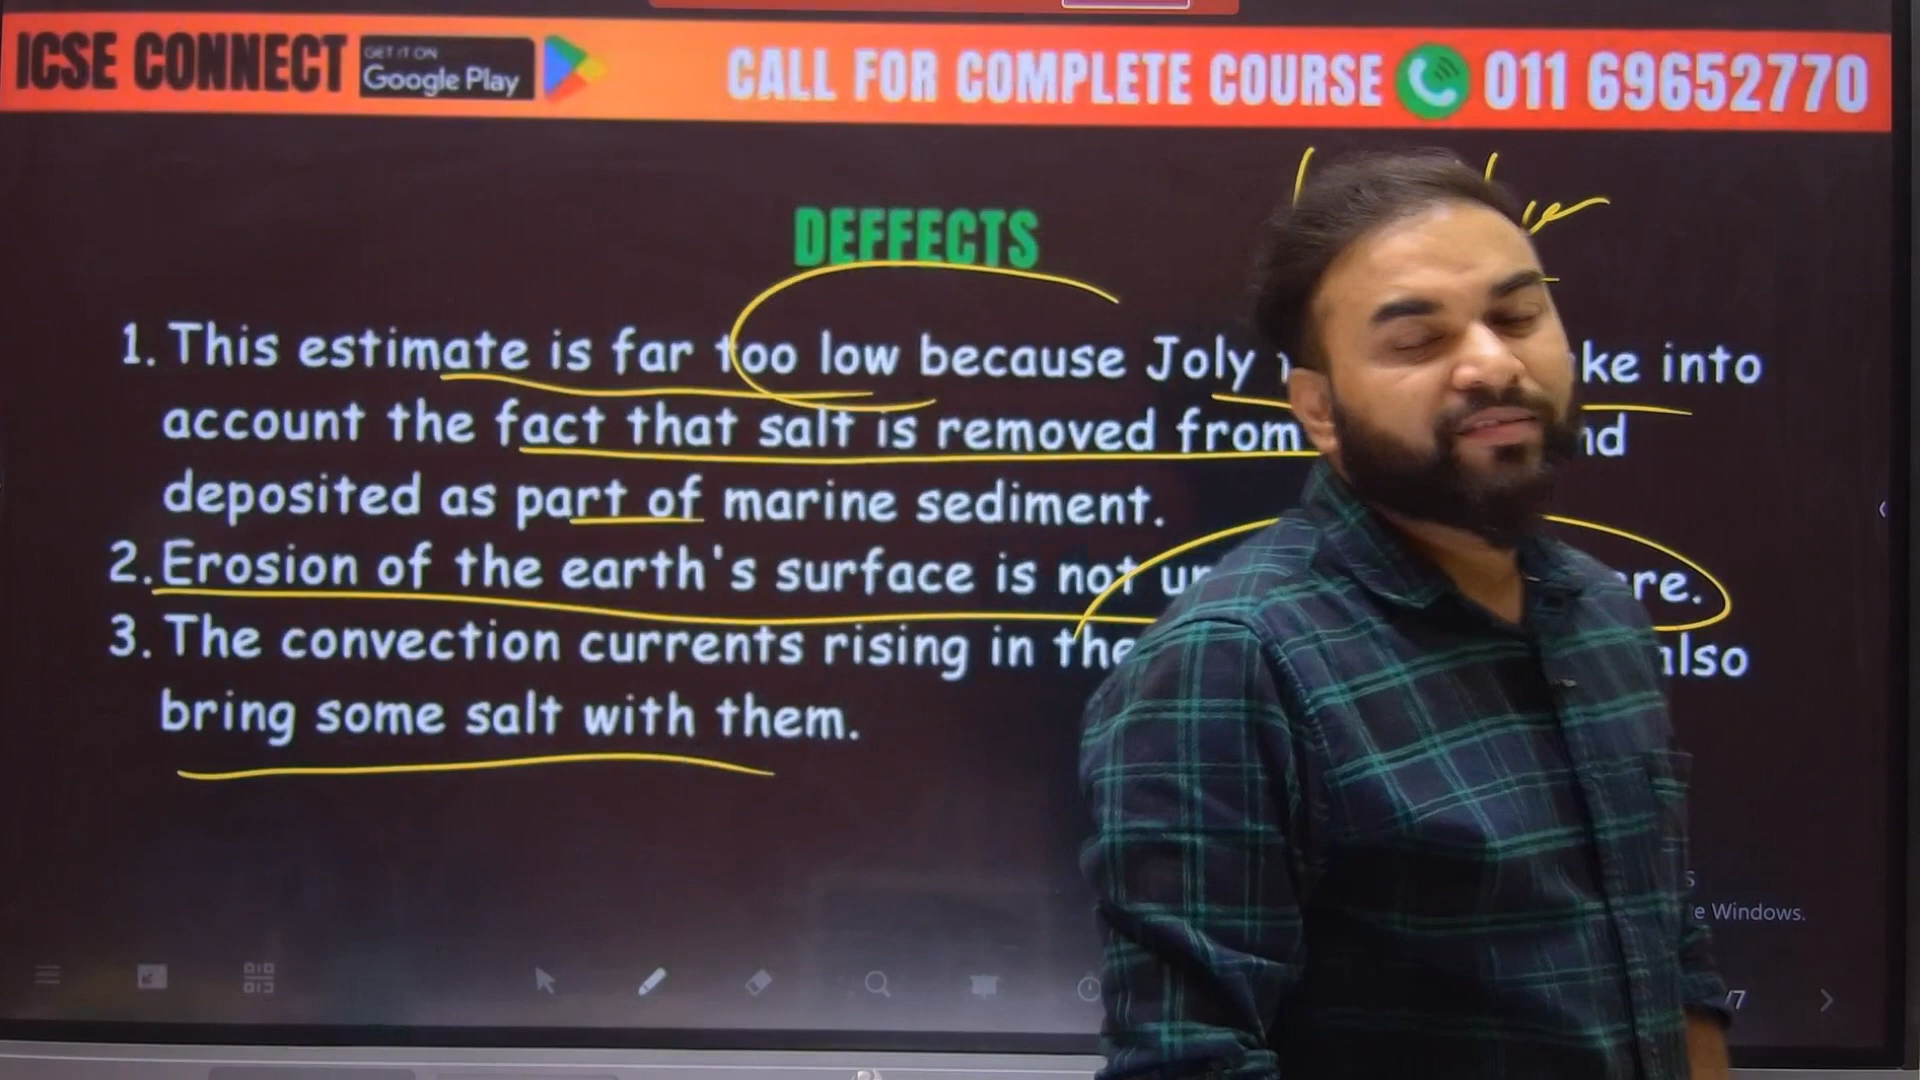 ICSE CONNECT GET IT ON Google Play CALL FOR COMPLETE COURSE 011 69652770
DEFFECTS
1. This estimate is far too low because Joly into
account the fact that salt is removed from
deposited as part of marine sediment.
2. Erosion of the earth's surface is not
3. The convection currents rising in the also
bring some salt with them.
Windows.
/7